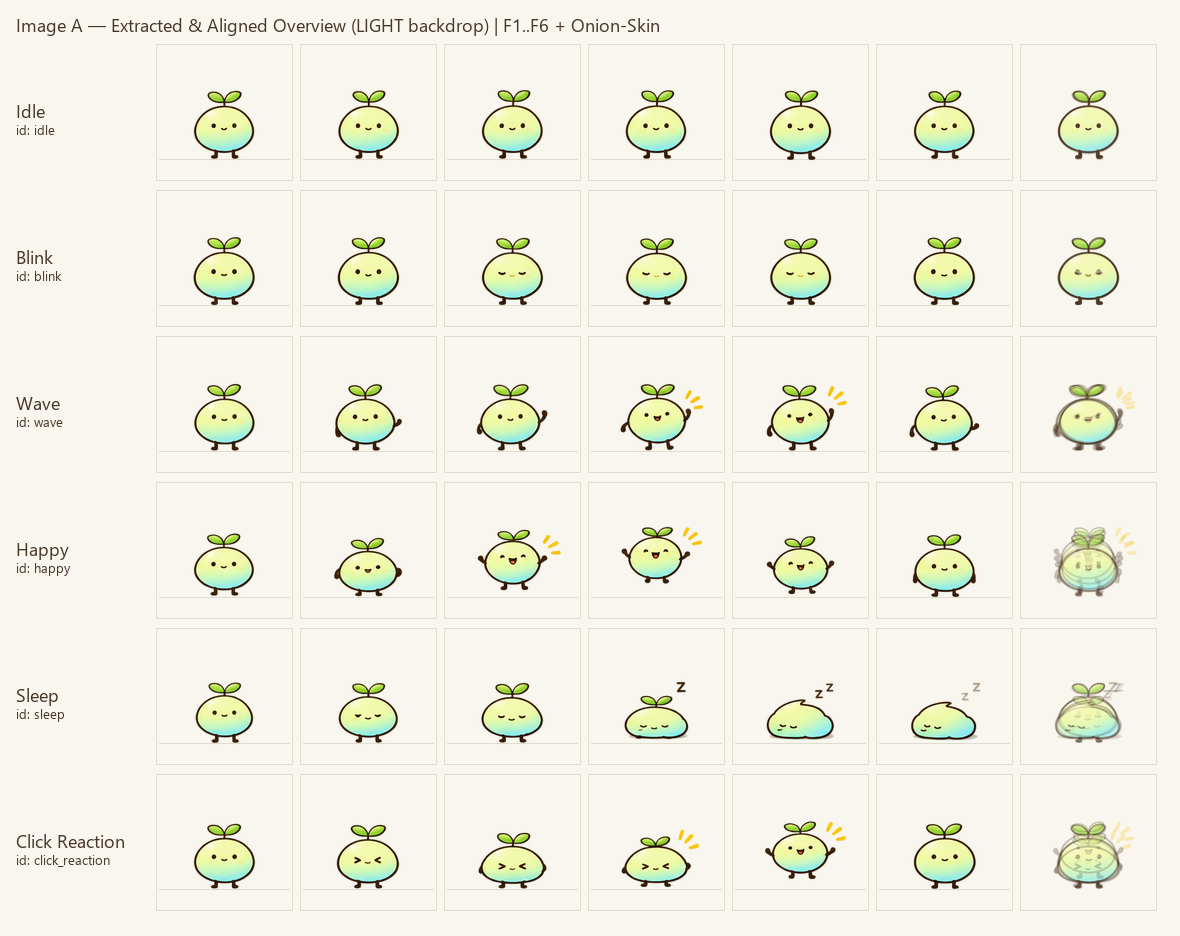 Image A — Extracted & Aligned Overview (LIGHT backdrop) | F1..F6 + Onion-Skin
Idle
id: idle
Blink
id: blink
Wave
id: wave
Happy
id: happy
Sleep
id: sleep
Z
z z
z z
Click Reaction
id: click_reaction